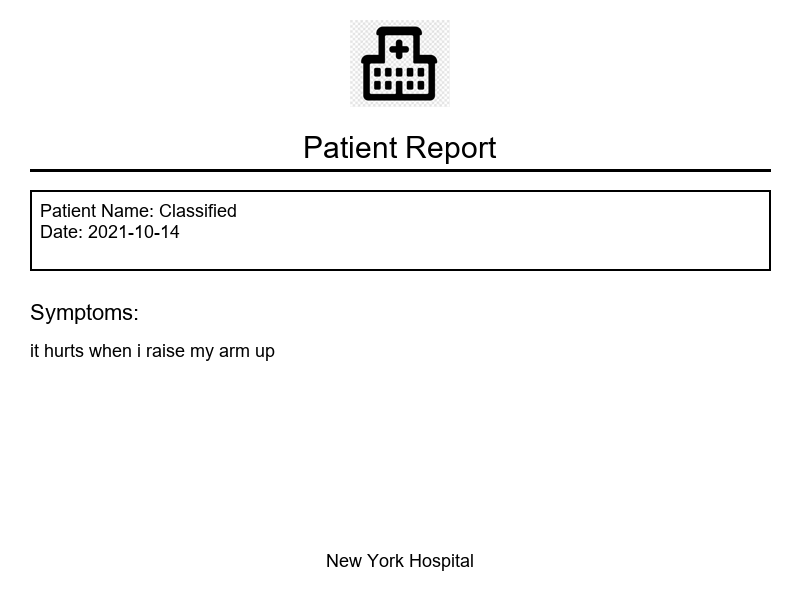 Patient Report
Patient Name: Classified
Date: 2021-10-14
Symptoms:
it hurts when i raise my arm up
New York Hospital